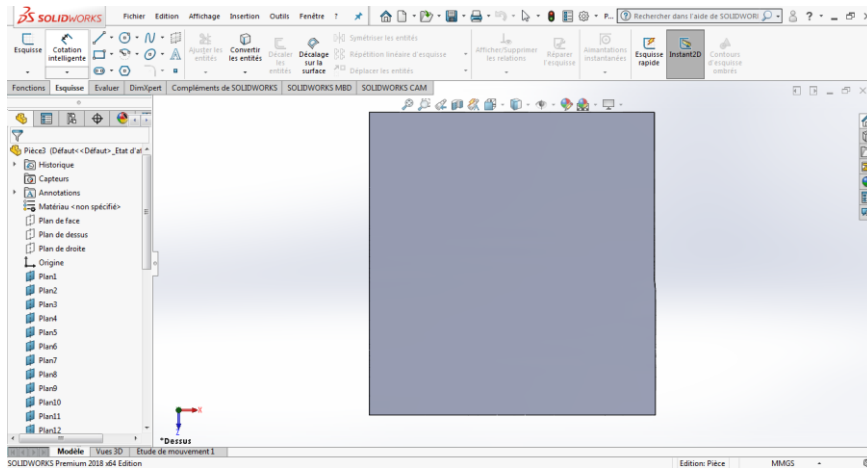 SOLIDWORKS Fichier Edition Affichage Insertion Outils Fenêtre ? P... Rechercher dans l'aide de SOLIDWORI
Esquisse Cotation intelligente Ajuster les entités Convertir les entités Décaler les entités Décalage sur la surface Symétriser les entités Répétition linéaire d'esquisse Déplacer les entités Afficher/Supprimer les relations Réparer l'esquisse Aimantations instantanées Esquisse rapide Instant2D Contours d'esquisse ombrés
Fonctions Esquisse Evaluer DimXpert Compléments de SOLIDWORKS SOLIDWORKS MBD SOLIDWORKS CAM
Pièce3 (Défaut<<Défaut>_Etat d'af
Historique
Capteurs
Annotations
Matériau <non spécifié>
Plan de face
Plan de dessus
Plan de droite
Origine
Plan1
Plan2
Plan3
Plan4
Plan5
Plan6
Plan7
Plan8
Plan9
Plan10
Plan11
Plan12
X
Z
*Dessus
Modèle Vues 3D Etude de mouvement 1
SOLIDWORKS Premium 2018 x64 Edition Edition: Pièce MMGS